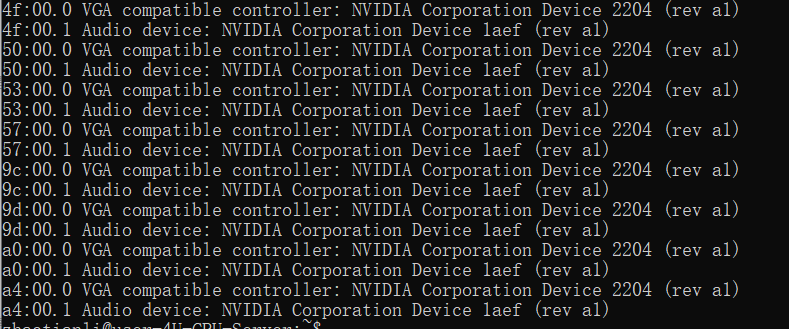 4f:00.0 VGA compatible controller: NVIDIA Corporation Device 2204 (rev a1)
4f:00.1 Audio device: NVIDIA Corporation Device 1aef (rev a1)
50:00.0 VGA compatible controller: NVIDIA Corporation Device 2204 (rev a1)
50:00.1 Audio device: NVIDIA Corporation Device 1aef (rev a1)
53:00.0 VGA compatible controller: NVIDIA Corporation Device 2204 (rev a1)
53:00.1 Audio device: NVIDIA Corporation Device 1aef (rev a1)
57:00.0 VGA compatible controller: NVIDIA Corporation Device 2204 (rev a1)
57:00.1 Audio device: NVIDIA Corporation Device 1aef (rev a1)
9c:00.0 VGA compatible controller: NVIDIA Corporation Device 2204 (rev a1)
9c:00.1 Audio device: NVIDIA Corporation Device 1aef (rev a1)
9d:00.0 VGA compatible controller: NVIDIA Corporation Device 2204 (rev a1)
9d:00.1 Audio device: NVIDIA Corporation Device 1aef (rev a1)
a0:00.0 VGA compatible controller: NVIDIA Corporation Device 2204 (rev a1)
a0:00.1 Audio device: NVIDIA Corporation Device 1aef (rev a1)
a4:00.0 VGA compatible controller: NVIDIA Corporation Device 2204 (rev a1)
a4:00.1 Audio device: NVIDIA Corporation Device 1aef (rev a1)